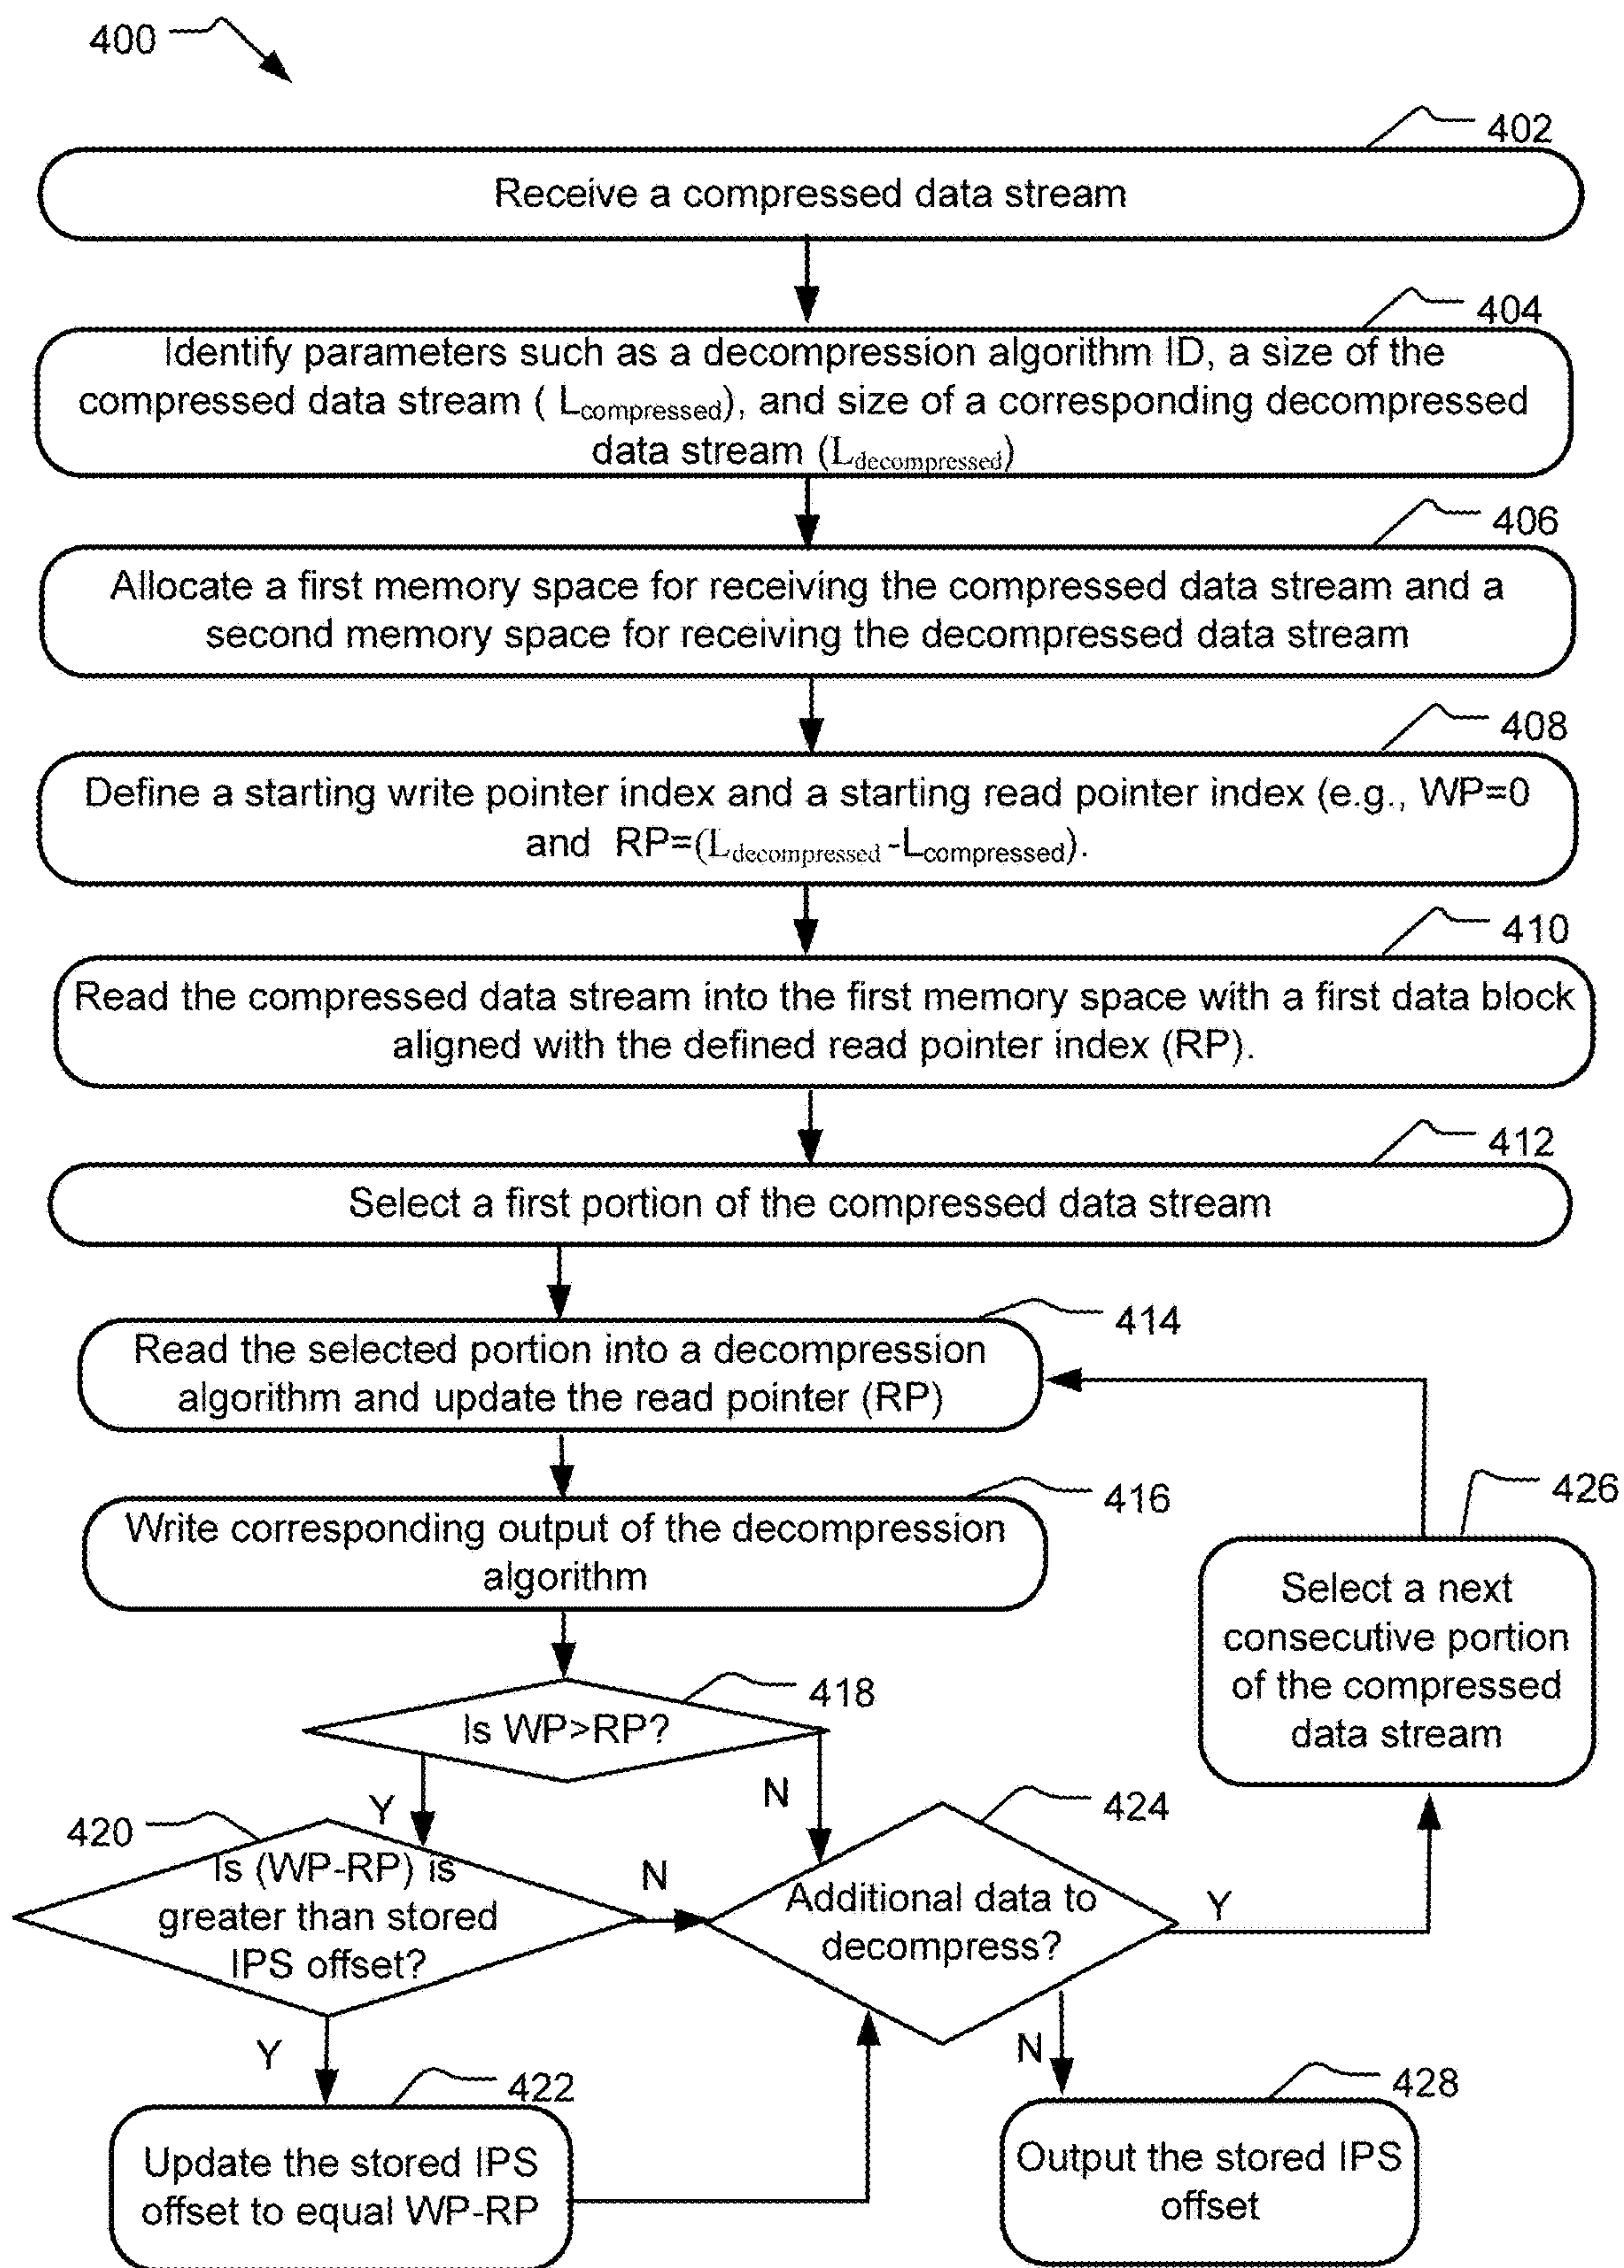 400
402
Receive a compressed data stream
404
Identify parameters such as a decompression algorithm ID, a size of the
compressed data stream ( Lcompressed), and size of a corresponding decompressed
data stream (Ldecompressed)
406
Allocate a first memory space for receiving the compressed data stream and a
second memory space for receiving the decompressed data stream
408
Define a starting write pointer index and a starting read pointer index (e.g., WP=0
and RP=(Ldecompressed -Lcompressed).
410
Read the compressed data stream into the first memory space with a first data block
aligned with the defined read pointer index (RP).
412
Select a first portion of the compressed data stream
414
Read the selected portion into a decompression
algorithm and update the read pointer (RP)
416
Write corresponding output of the decompression
algorithm
426
Select a next
consecutive portion
of the compressed
data stream
418
Is WP>RP?
Y
N
420
Is (WP-RP) is
greater than stored
IPS offset?
N
424
Additional data to
decompress?
Y
Y
N
422
Update the stored IPS
offset to equal WP-RP
428
Output the stored IPS
offset